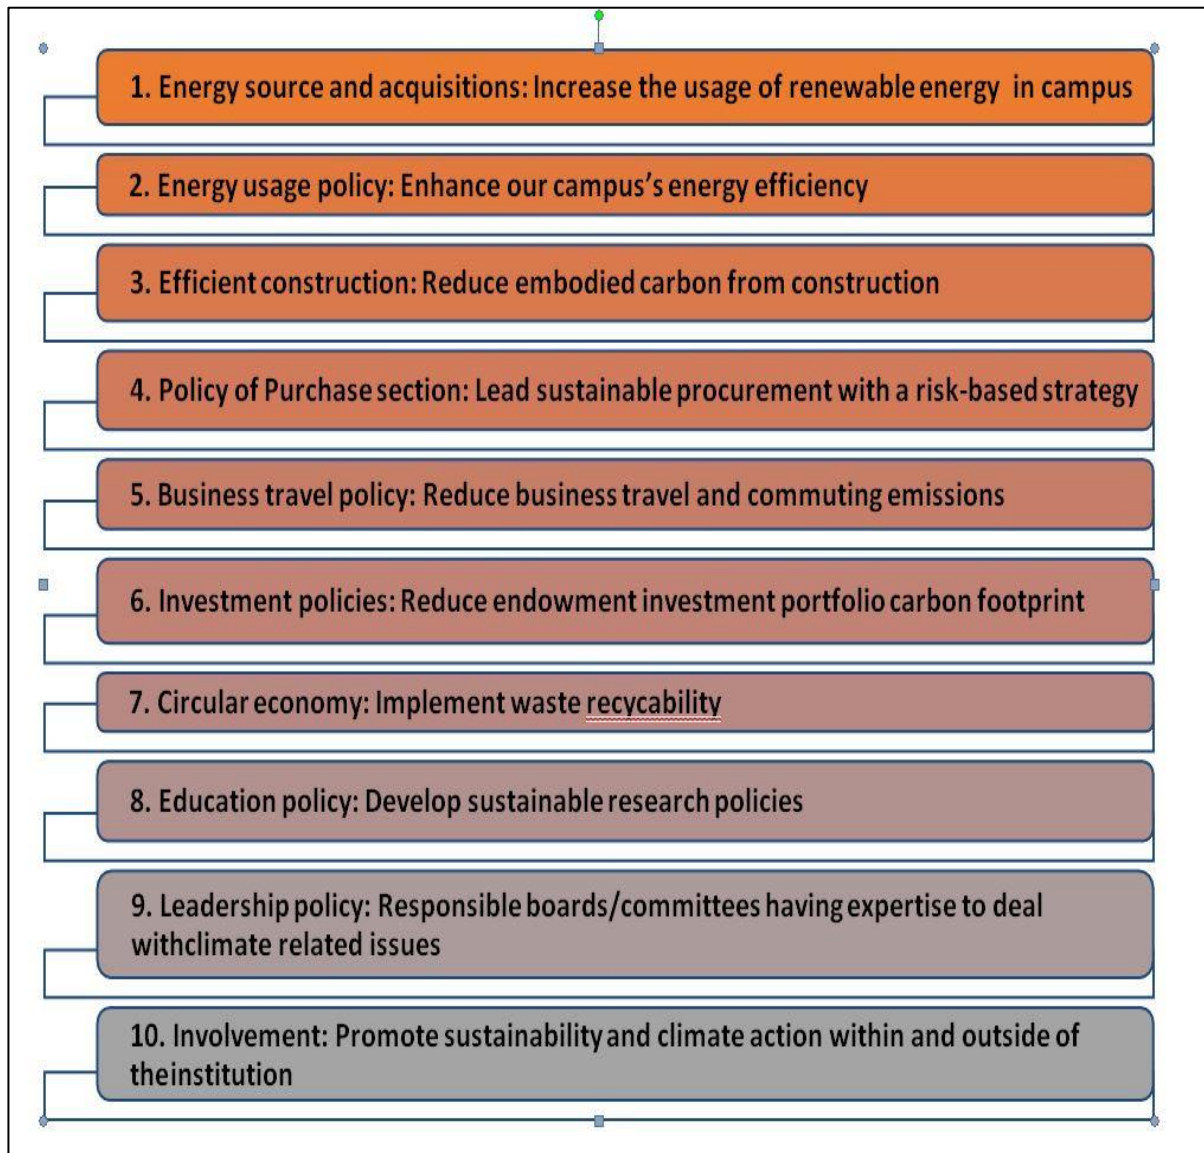 1. Energy source and acquisitions: Increase the usage of renewable energy in campus
2. Energy usage policy: Enhance our campus’s energy efficiency
3. Efficient construction: Reduce embodied carbon from construction
4. Policy of Purchase section: Lead sustainable procurement with a risk-based strategy
5. Business travel policy: Reduce business travel and commuting emissions
6. Investment policies: Reduce endowment investment portfolio carbon footprint
7. Circular economy: Implement waste recycability
8. Education policy: Develop sustainable research policies
9. Leadership policy: Responsible boards/committees having expertise to deal
withclimate related issues
10. Involvement: Promote sustainability and climate action within and outside of
theinstitution